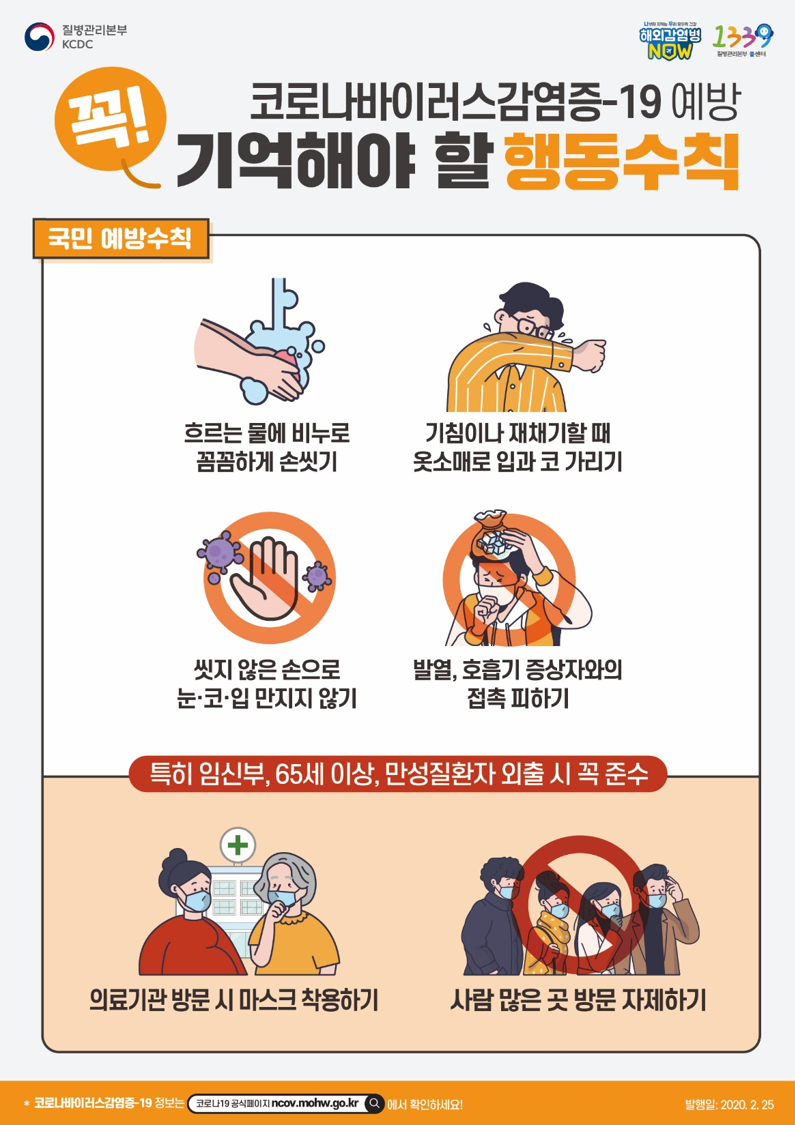 질병관리본부
KCDC
나부터 지키는 우리 모두의 건강
해외감염병
NOW
1339
질병관리본부 콜센터
꼭!
코로나바이러스감염증-19 예방
기억해야 할 행동수칙
국민 예방수칙
흐르는 물에 비누로
꼼꼼하게 손씻기
기침이나 재채기할 때
옷소매로 입과 코 가리기
씻지 않은 손으로
눈·코·입 만지지 않기
발열, 호흡기 증상자와의
접촉 피하기
특히 임신부, 65세 이상, 만성질환자 외출 시 꼭 준수
의료기관 방문 시 마스크 착용하기
사람 많은 곳 방문 자제하기
* 코로나바이러스감염증-19 정보는 코로나19 공식페이지 ncov.mohw.go.kr 에서 확인하세요!
발행일: 2020. 2. 25